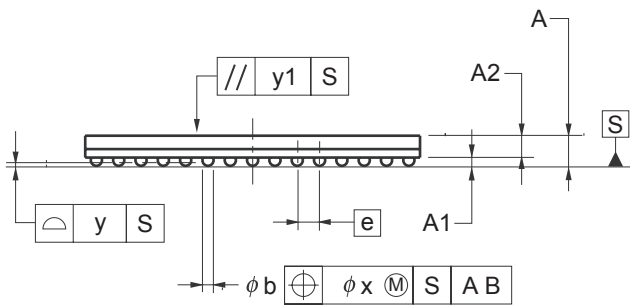 A
A2
// y1 S
S
⌓ y S
e
A1
φb ⌖ φx Ⓜ S A B